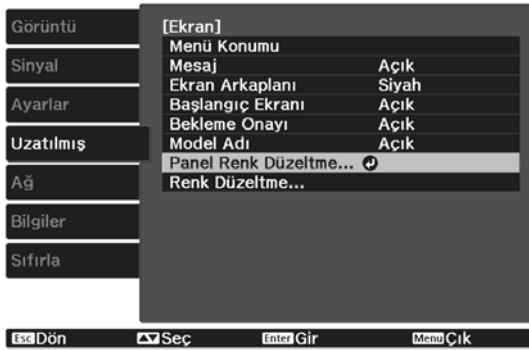 Görüntü
Sinyal
Ayarlar
Uzatılmış
Ağ
Bilgiler
Sıfırla
[Ekran]
Menü Konumu
Mesaj Açık
Ekran Arkaplanı Siyah
Başlangıç Ekranı Açık
Bekleme Onayı Açık
Model Adı Açık
Panel Renk Düzeltme...
Renk Düzeltme...
Esc Dön Seç Enter Gir Menu Çık